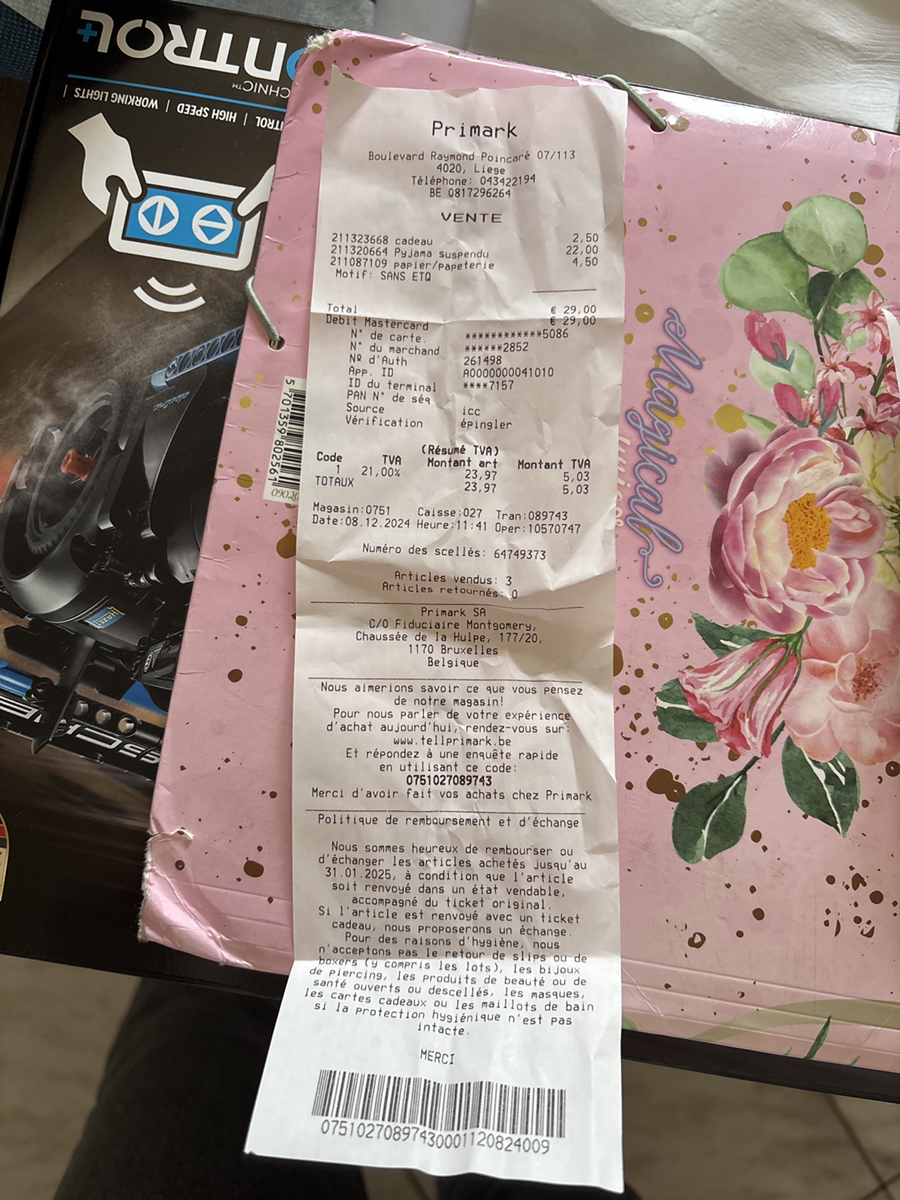 CONTROL+
TECHNIC™
CONTROL | HIGH SPEED | WORKING LIGHTS |
Primark
Boulevard Raymond Poincaré 07/113
4020, Liege
Téléphone: 043422194
BE 0817296264
VENTE
211323668 cadeau 2,50
211320664 Pyjama suspendu 22,00
211087109 papier/papeterie 4,50
Motif: SANS ETQ
Total € 29,00
Debit Mastercard € 29,00
N° de carte. ************5086
N° du marchand ******2852
Nº d'Auth 261498
App. ID A0000000041010
ID du terminal ****7157
PAN N° de séq
Source icc
Vérification épingler
(Résumé TVA)
Code TVA Montant art Montant TVA
1 21,00% 23,97 5,03
TOTAUX 23,97 5,03
Magasin:0751 Caisse:027 Tran:089743
Date:08.12.2024 Heure:11:41 Oper:10570747
Numéro des scellés: 64749373
Articles vendus: 3
Articles retournés: 0
Primark SA
C/O Fiduciaire Montgomery,
Chaussée de la Hulpe, 177/20,
1170 Bruxelles
Belgique
Nous aimerions savoir ce que vous pensez
de notre magasin!
Pour nous parler de votre expérience
d'achat aujourd'hui, rendez-vous sur:
www.tellprimark.be
Et répondez à une enquête rapide
en utilisant ce code:
0751027089743
Merci d'avoir fait vos achats chez Primark
Politique de remboursement et d'échange
Nous sommes heureux de rembourser ou
d'échanger les articles achetés jusqu'au
31.01.2025, à condition que l'article
soit renvoyé dans un état vendable,
accompagné du ticket original.
Si l'article est renvoyé avec un ticket
cadeau, nous proposerons un échange.
Pour des raisons d'hygiène, nous
n'acceptons pas le retour de slips ou de
boxers (y compris les lots), les bijoux
de piercing, les produits de beauté ou de
santé ouverts ou descellés, les masques,
les cartes cadeaux ou les maillots de bain
si la protection hygiénique n'est pas
intacte.
MERCI
07510270897430001120824009
5 701359 802561
Magical